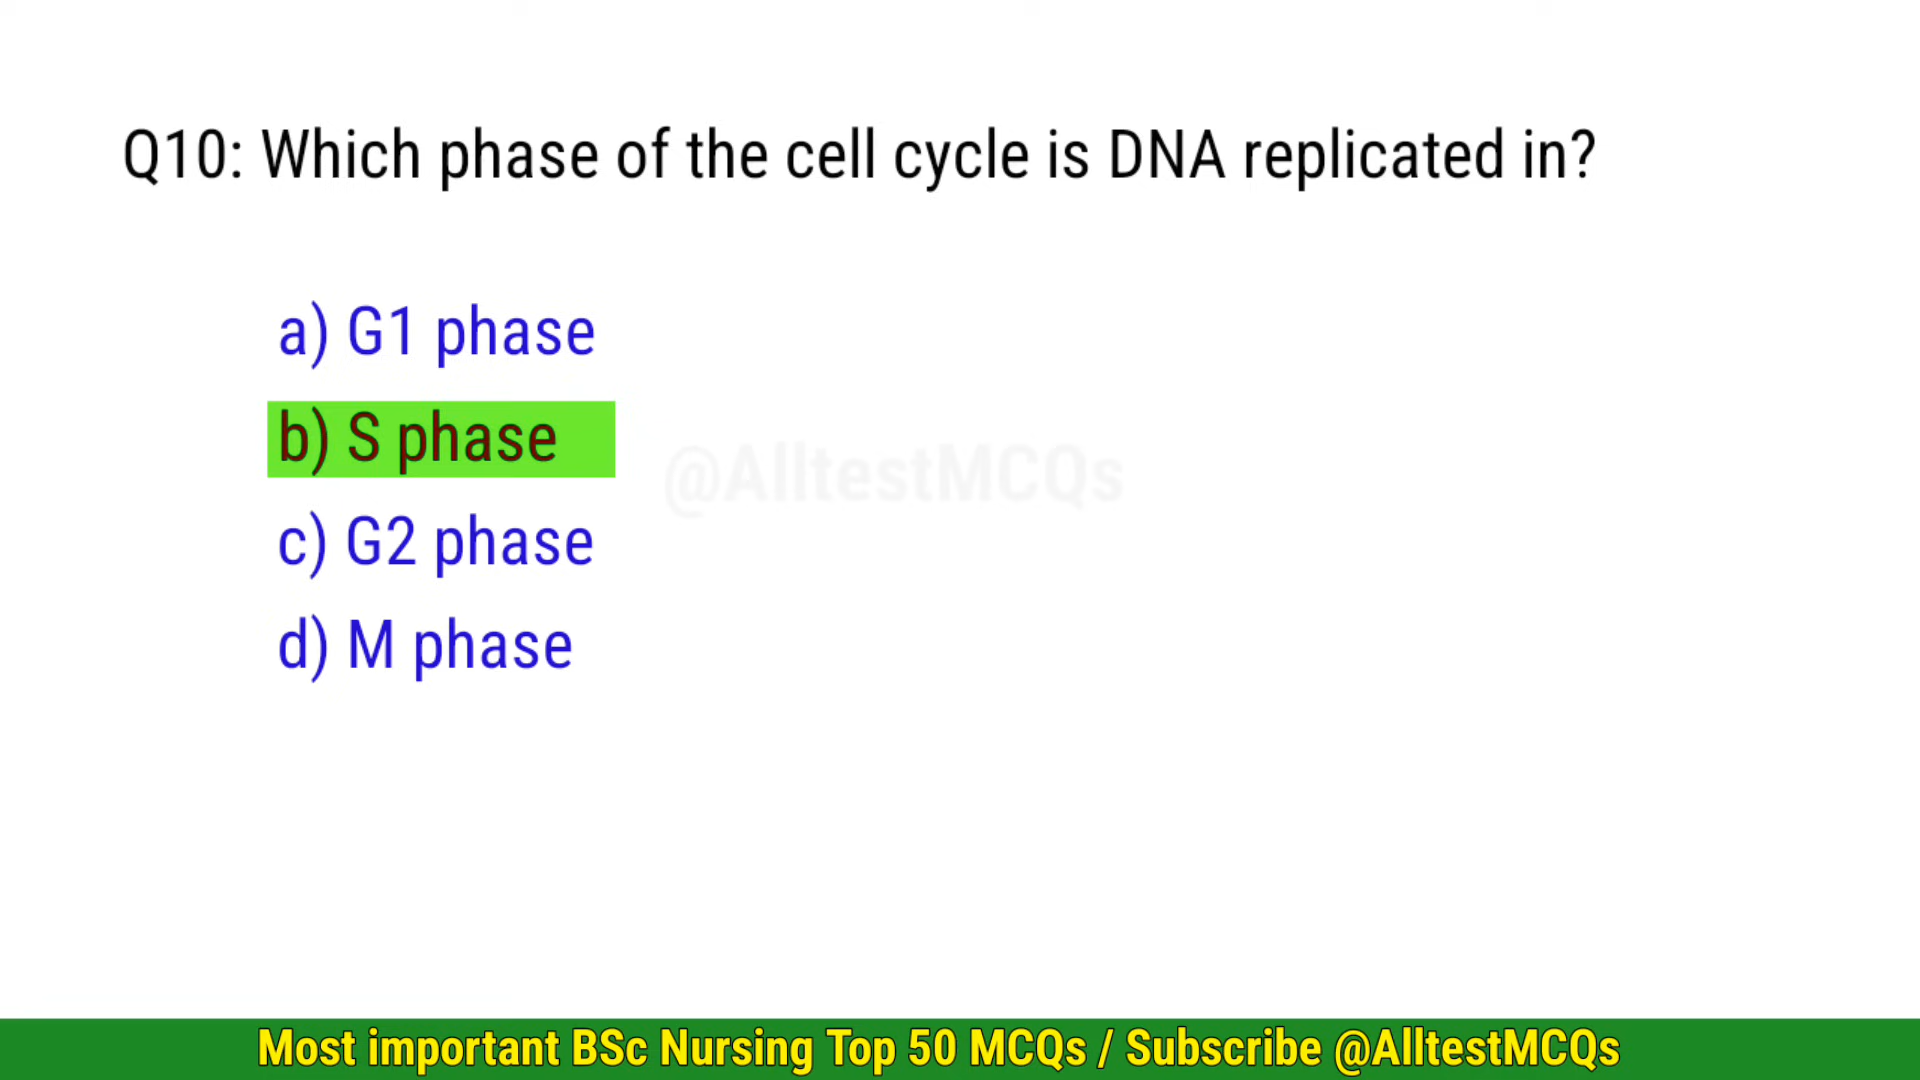 Q10: Which phase of the cell cycle is DNA replicated in?
a) G1 phase
b) S phase
@AlltestMCQs
c) G2 phase
d) M phase
Most important BSc Nursing Top 50 MCQs / Subscribe @AlltestMCQs